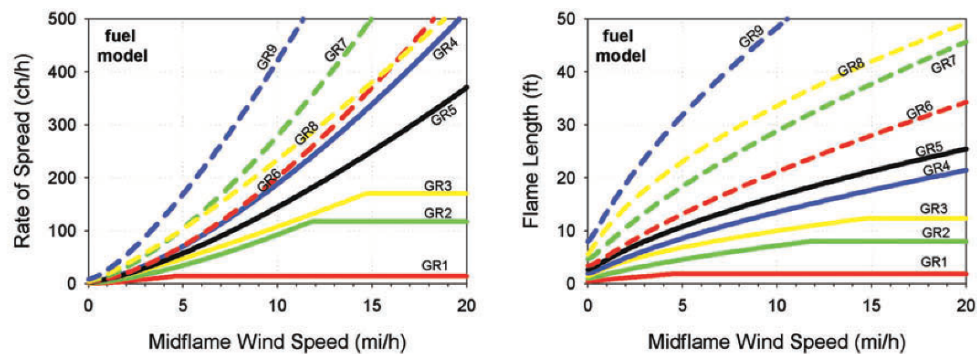 fuel
model
GR9
GR7
GR4
GR5
GR8
GR6
GR3
GR2
GR1
500
400
300
200
100
0
0
5
10
15
20
Rate of Spread (ch/h)
Midflame Wind Speed (mi/h)
fuel
model
GR9
GR8
GR7
GR6
GR5
GR4
GR3
GR2
GR1
50
40
30
20
10
0
0
5
10
15
20
Flame Length (ft)
Midflame Wind Speed (mi/h)